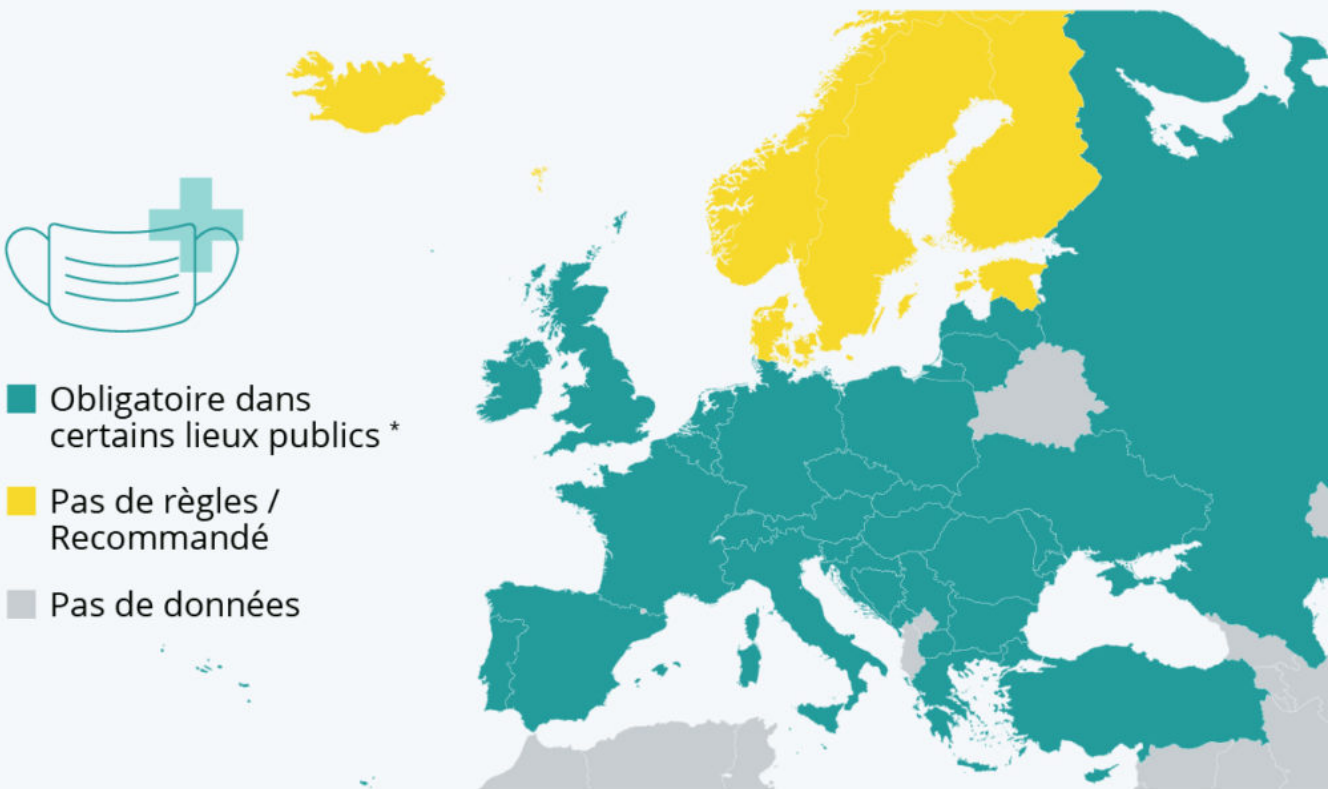 Obligatoire dans
certains lieux publics *
Pas de règles /
Recommandé
Pas de données